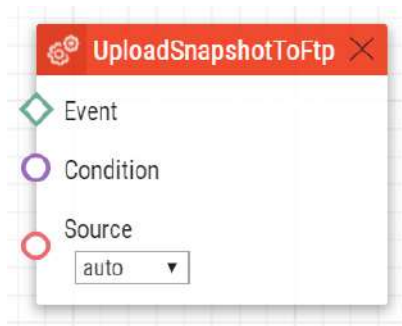 UploadSnapshotToFtp
Event
Condition
Source
auto